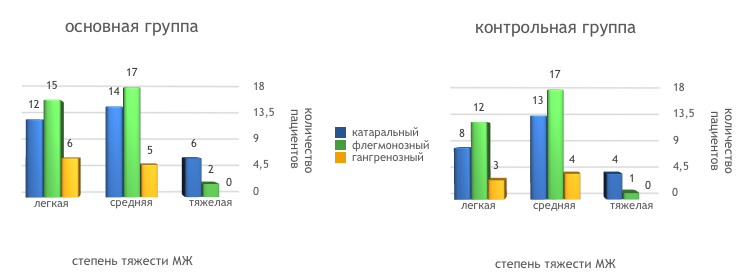 основная группа
17
15
14
12
6
5
6
2
0
18
13,5
9
4,5
0
легкая
средняя
тяжелая
количество
пациентов
степень тяжести МЖ
катаральный
флегмонозный
гангренозный
контрольная группа
17
13
12
8
3
4
4
1
0
18
13,5
9
4,5
0
легкая
средняя
тяжелая
количество
пациентов
степень тяжести МЖ